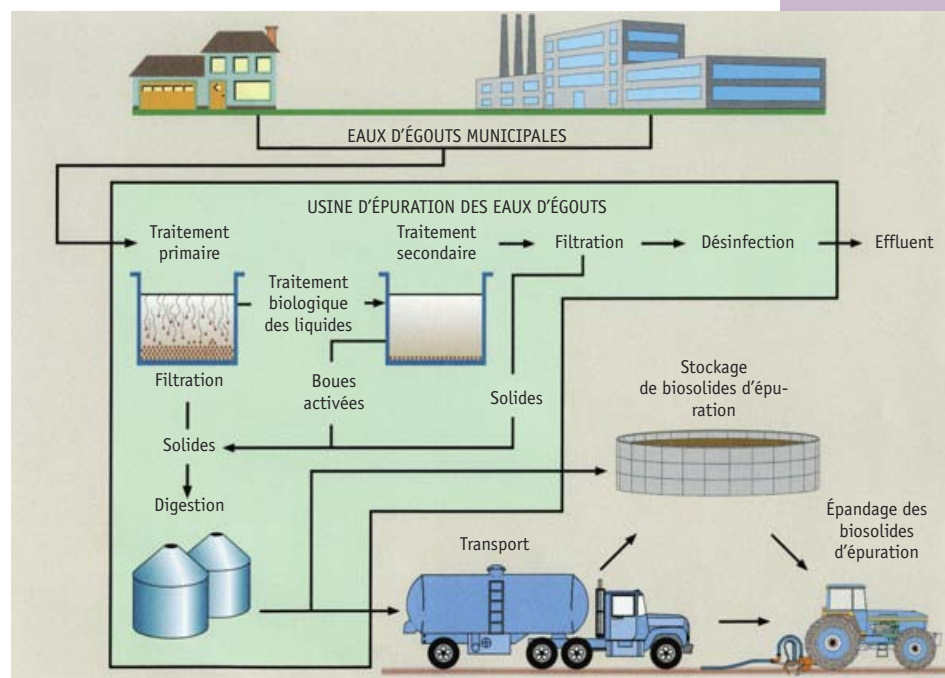 EAUX D'ÉGOUTS MUNICIPALES
USINE D'ÉPURATION DES EAUX D'ÉGOUTS
Traitement
primaire
Traitement
secondaire
Filtration
Désinfection
Effluent
Traitement
biologique
des liquides
Filtration
Boues
activées
Solides
Stockage
de biosolides d'épu-
ration
Solides
Digestion
Transport
Épandage des
biosolides
d'épuration